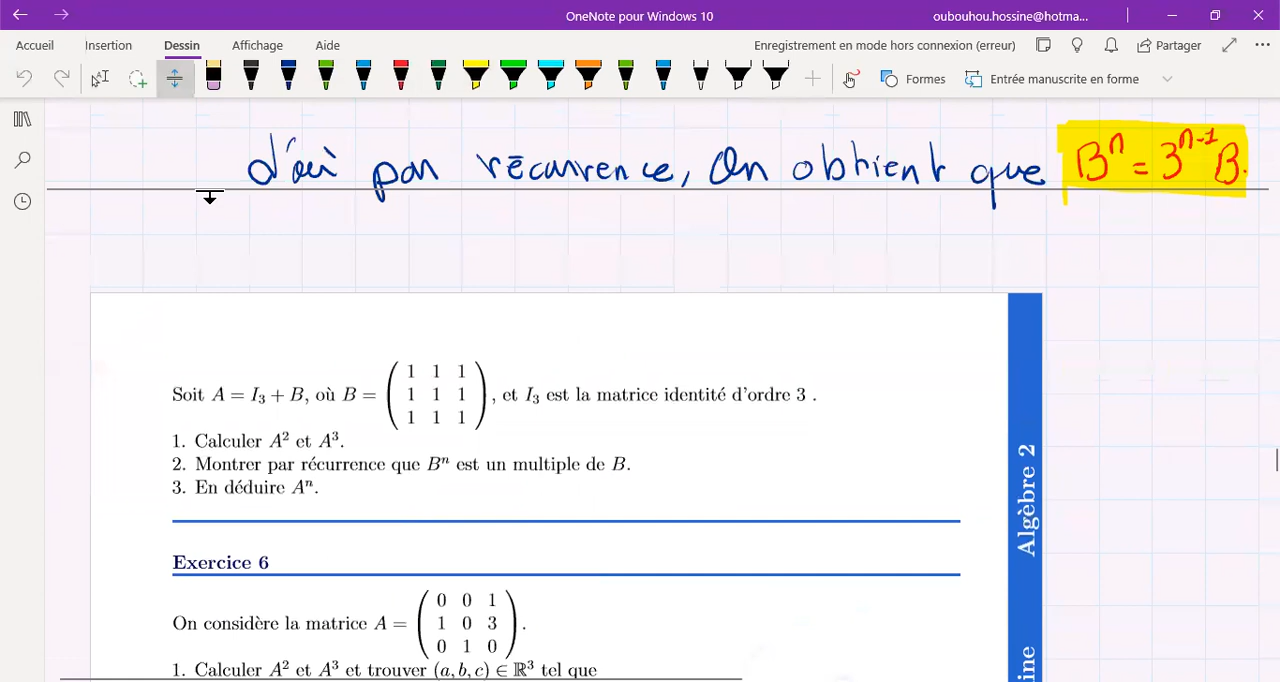 OneNote pour Windows 10
oubouhou.hossine@hotma...
Accueil Insertion Dessin Affichage Aide
Enregistrement en mode hors connexion (erreur) Partager
Formes Entrée manuscrite en forme
d'où par récurrence, On obtient que Bⁿ = 3ⁿ⁻¹ B.
Soit A = I₃ + B, où B = ( 1 1 1 ; 1 1 1 ; 1 1 1 ), et I₃ est la matrice identité d'ordre 3 .
1. Calculer A² et A³.
2. Montrer par récurrence que Bⁿ est un multiple de B.
3. En déduire Aⁿ.
Exercice 6
On considère la matrice A = ( 0 0 1 ; 1 0 3 ; 0 1 0 ).
1. Calculer A² et A³ et trouver (a, b, c) ∈ ℝ³ tel que
Algèbre 2
ine